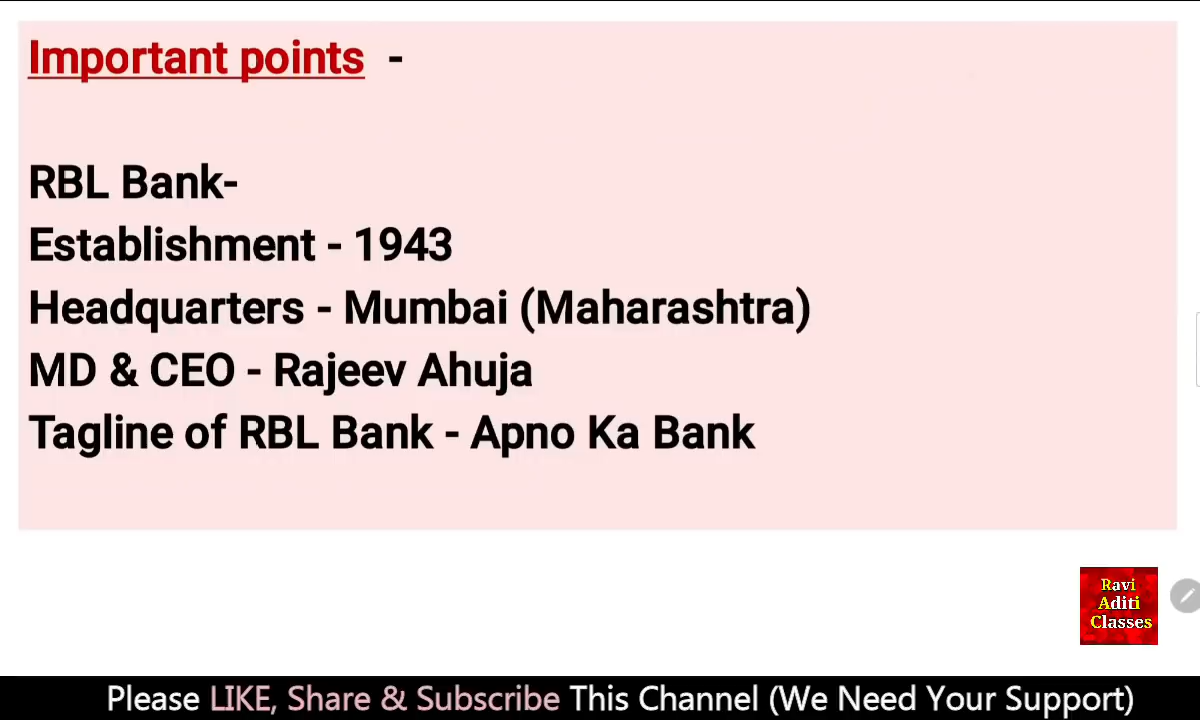 Important points -
RBL Bank-
Establishment - 1943
Headquarters - Mumbai (Maharashtra)
MD & CEO - Rajeev Ahuja
Tagline of RBL Bank - Apno Ka Bank
Ravi
Aditi
Classes
Please LIKE, Share & Subscribe This Channel (We Need Your Support)